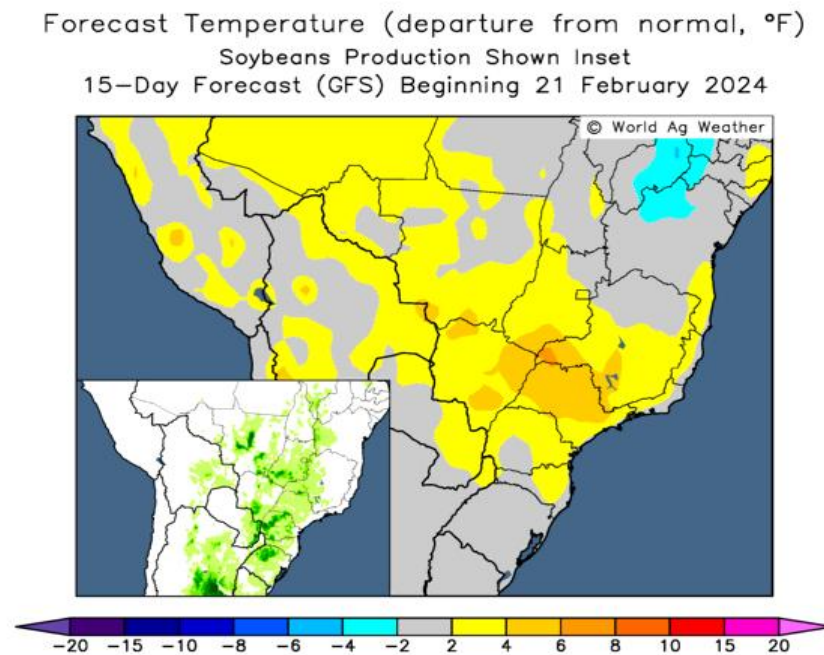 Forecast Temperature (departure from normal, °F)
Soybeans Production Shown Inset
15-Day Forecast (GFS) Beginning 21 February 2024
© World Ag Weather
-20 -15 -10 -8 -6 -4 -2 2 4 6 8 10 15 20